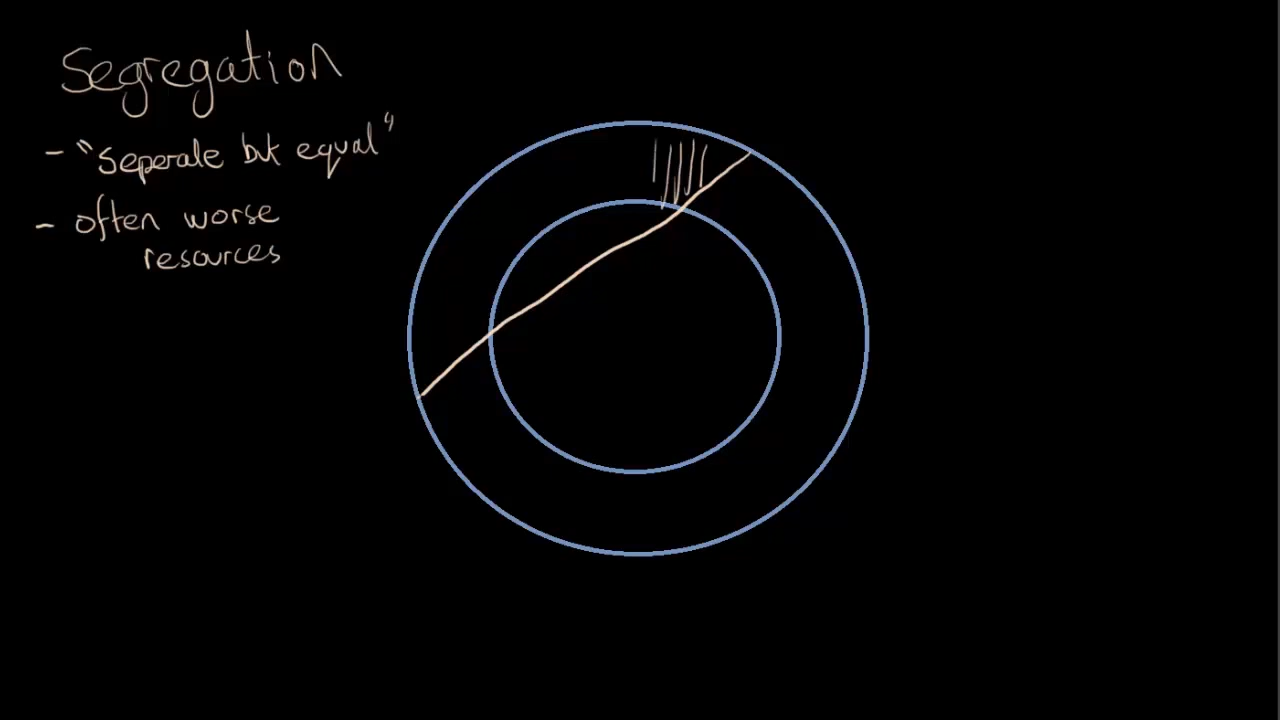 Segregation
- "Seperate but equal"
- often worse
resources